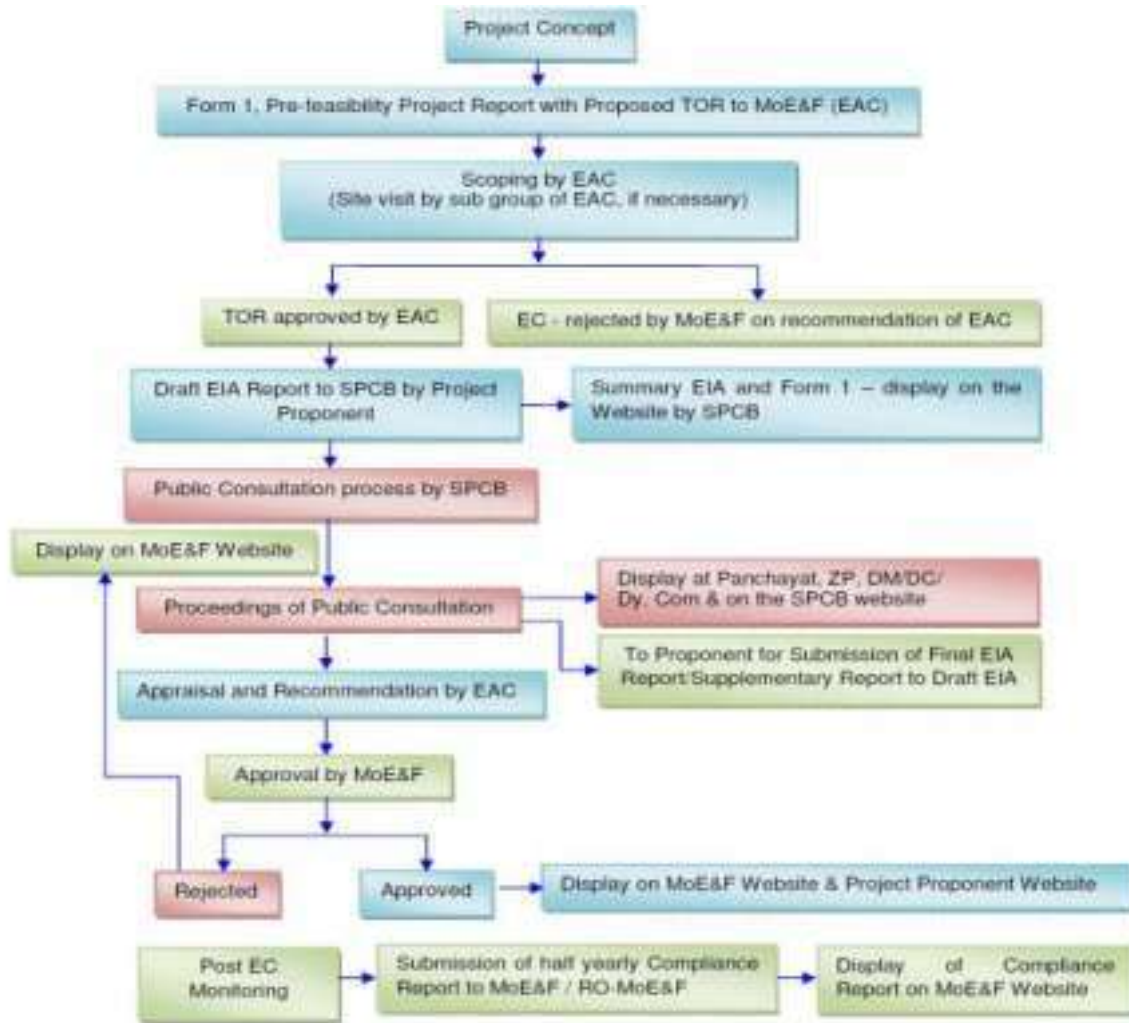 Project Concept
Form 1, Pre-feasibility Project Report with Proposed TOR to MoE&F (EAC)
Scoping by EAC
(Site visit by sub group of EAC, if necessary)
TOR approved by EAC
EC - rejected by MoE&F on recommendation of EAC
Draft EIA Report to SPCB by Project
Proponent
Summary EIA and Form 1 – display on the
Website by SPCB
Public Consultation process by SPCB
Display on MoE&F Website
Proceedings of Public Consultation
Display at Panchayat, ZP, DM/DC/
Dy. Com & on the SPCB website
To Proponent for Submission of Final EIA
Report/Supplementary Report to Draft EIA
Appraisal and Recommendation by EAC
Approval by MoE&F
Rejected
Approved
Display on MoE&F Website & Project Proponent Website
Post EC
Monitoring
Submission of half yearly Compliance
Report to MoE&F / RO-MoE&F
Display of Compliance
Report on MoE&F Website